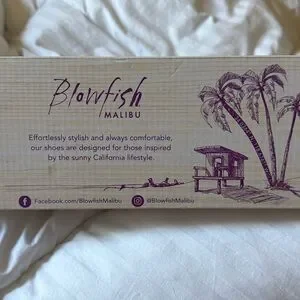 Blowfish
MALIBU
Effortlessly stylish and always comfortable,
our shoes are designed for those inspired
by the sunny California lifestyle.
Facebook.com/BlowfishMalibu @BlowfishMalibu